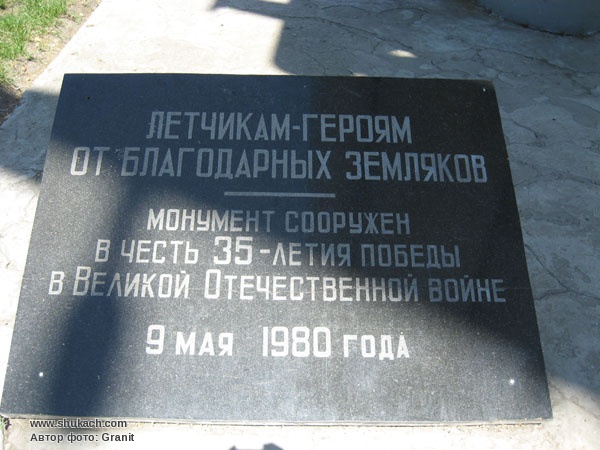 ЛЕТЧИКАМ-ГЕРОЯМ
ОТ БЛАГОДАРНЫХ ЗЕМЛЯКОВ
МОНУМЕНТ СООРУЖЕН
В ЧЕСТЬ 35-ЛЕТИЯ ПОБЕДЫ
В ВЕЛИКОЙ ОТЕЧЕСТВЕННОЙ ВОЙНЕ
9 МАЯ 1980 ГОДА
www.shukach.com
Автор фото: Granit